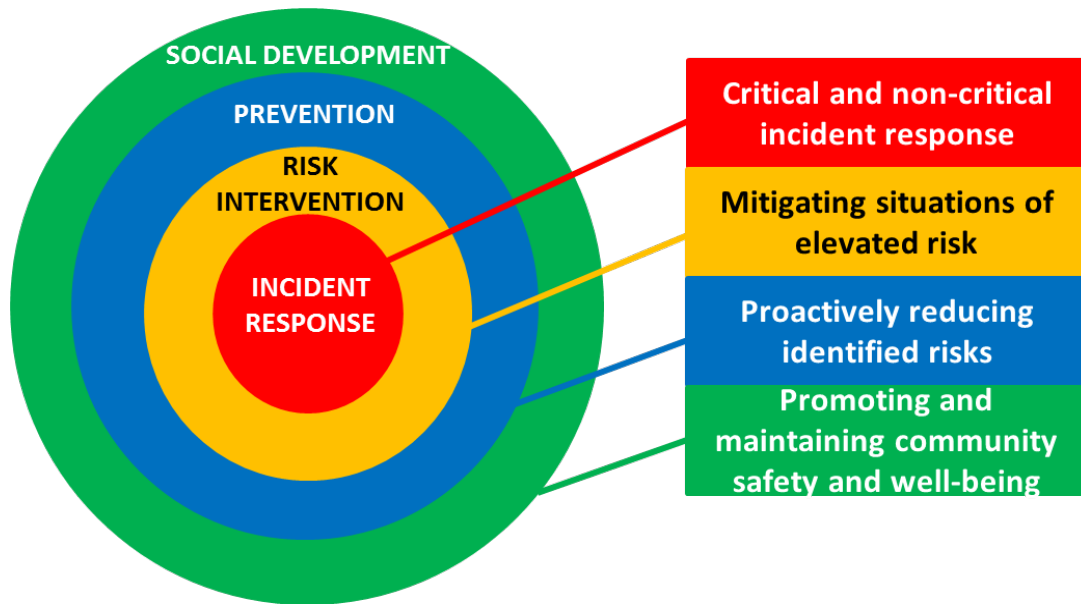 SOCIAL DEVELOPMENT
PREVENTION
RISK
INTERVENTION
INCIDENT
RESPONSE
Critical and non-critical
incident response
Mitigating situations of
elevated risk
Proactively reducing
identified risks
Promoting and
maintaining community
safety and well-being